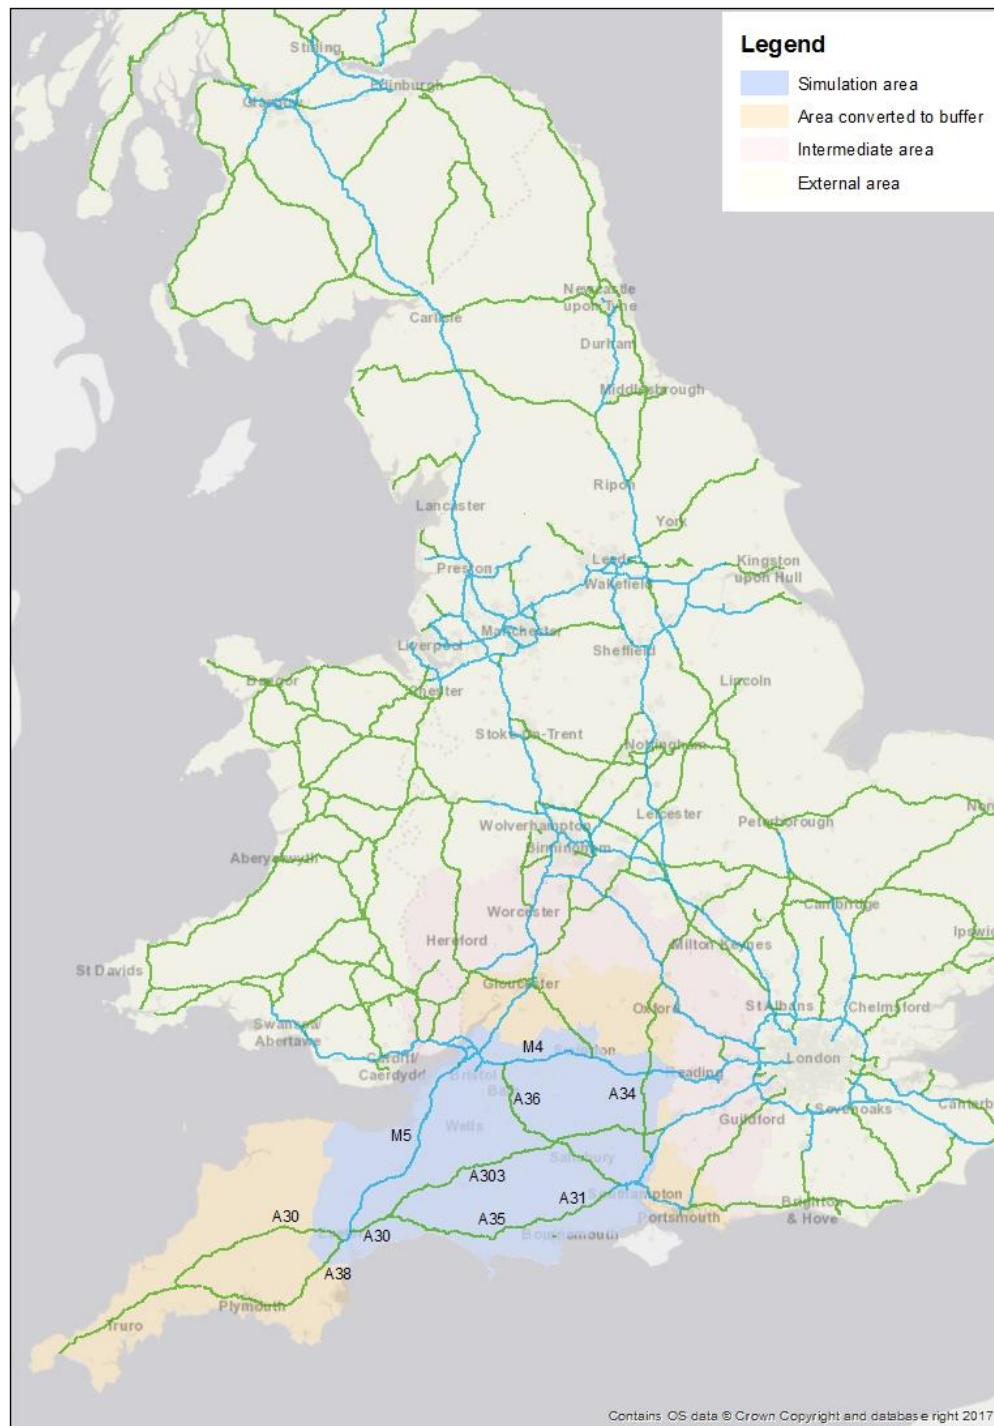 Legend
Simulation area
Area converted to buffer
Intermediate area
External area
Stirling
Edinburgh
Glasgow
Newcastle
upon Tyne
Carlisle
Durham
Middlesbrough
Ripon
Lancaster
York
Leeds
Kingston
upon Hull
Preston
Wakefield
Manchester
Liverpool
Sheffield
Bangor
Chester
Lincoln
Stoke-on-Trent
Nottingham
Leicester
Wolverhampton
Peterborough
Birmingham
Aberystwyth
Cambridge
Worcester
Hereford
Milton Keynes
Ipswic
St Davids
Gloucester
Oxford
St Albans
Chelmsford
Swansea/
Abertawe
M4
Cardiff/
Caerdydd
Bristol
Reading
London
A36
A34
Sevenoaks
Canterb
Guildford
M5
Wells
Salisbury
A303
A31
Southampton
A30
A35
Portsmouth
Brighton
& Hove
Exeter
A30
Bournemouth
A38
Plymouth
Truro
Contains OS data © Crown Copyright and database right 2017